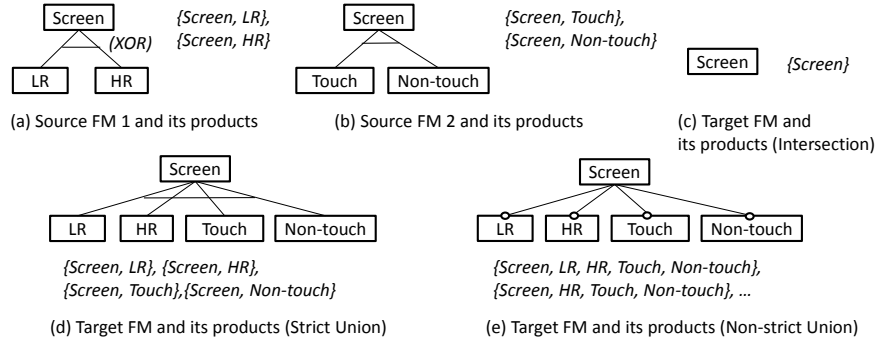 Screen
(XOR)
LR
HR
{Screen, LR},
{Screen, HR}
(a) Source FM 1 and its products
Screen
Touch
Non-touch
{Screen, Touch},
{Screen, Non-touch}
(b) Source FM 2 and its products
Screen
{Screen}
(c) Target FM and
its products (Intersection)
Screen
LR
HR
Touch
Non-touch
{Screen, LR}, {Screen, HR},
{Screen, Touch},{Screen, Non-touch}
(d) Target FM and its products (Strict Union)
Screen
LR
HR
Touch
Non-touch
{Screen, LR, HR, Touch, Non-touch},
{Screen, HR, Touch, Non-touch}, ...
(e) Target FM and its products (Non-strict Union)